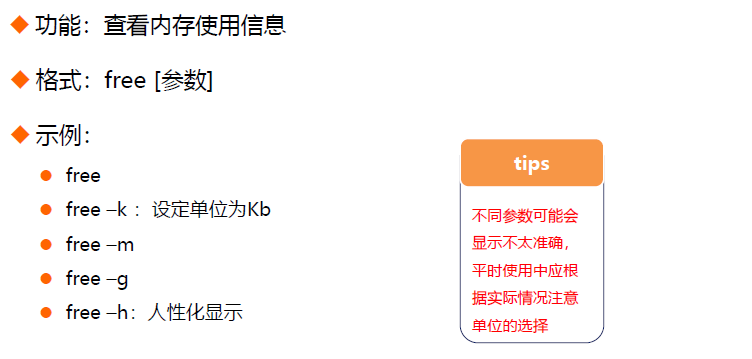 功能：查看内存使用信息
格式：free [参数]
示例：
free
free –k ：设定单位为Kb
free –m
free –g
free –h：人性化显示
tips
不同参数可能会
显示不太准确，
平时使用中应根
据实际情况注意
单位的选择